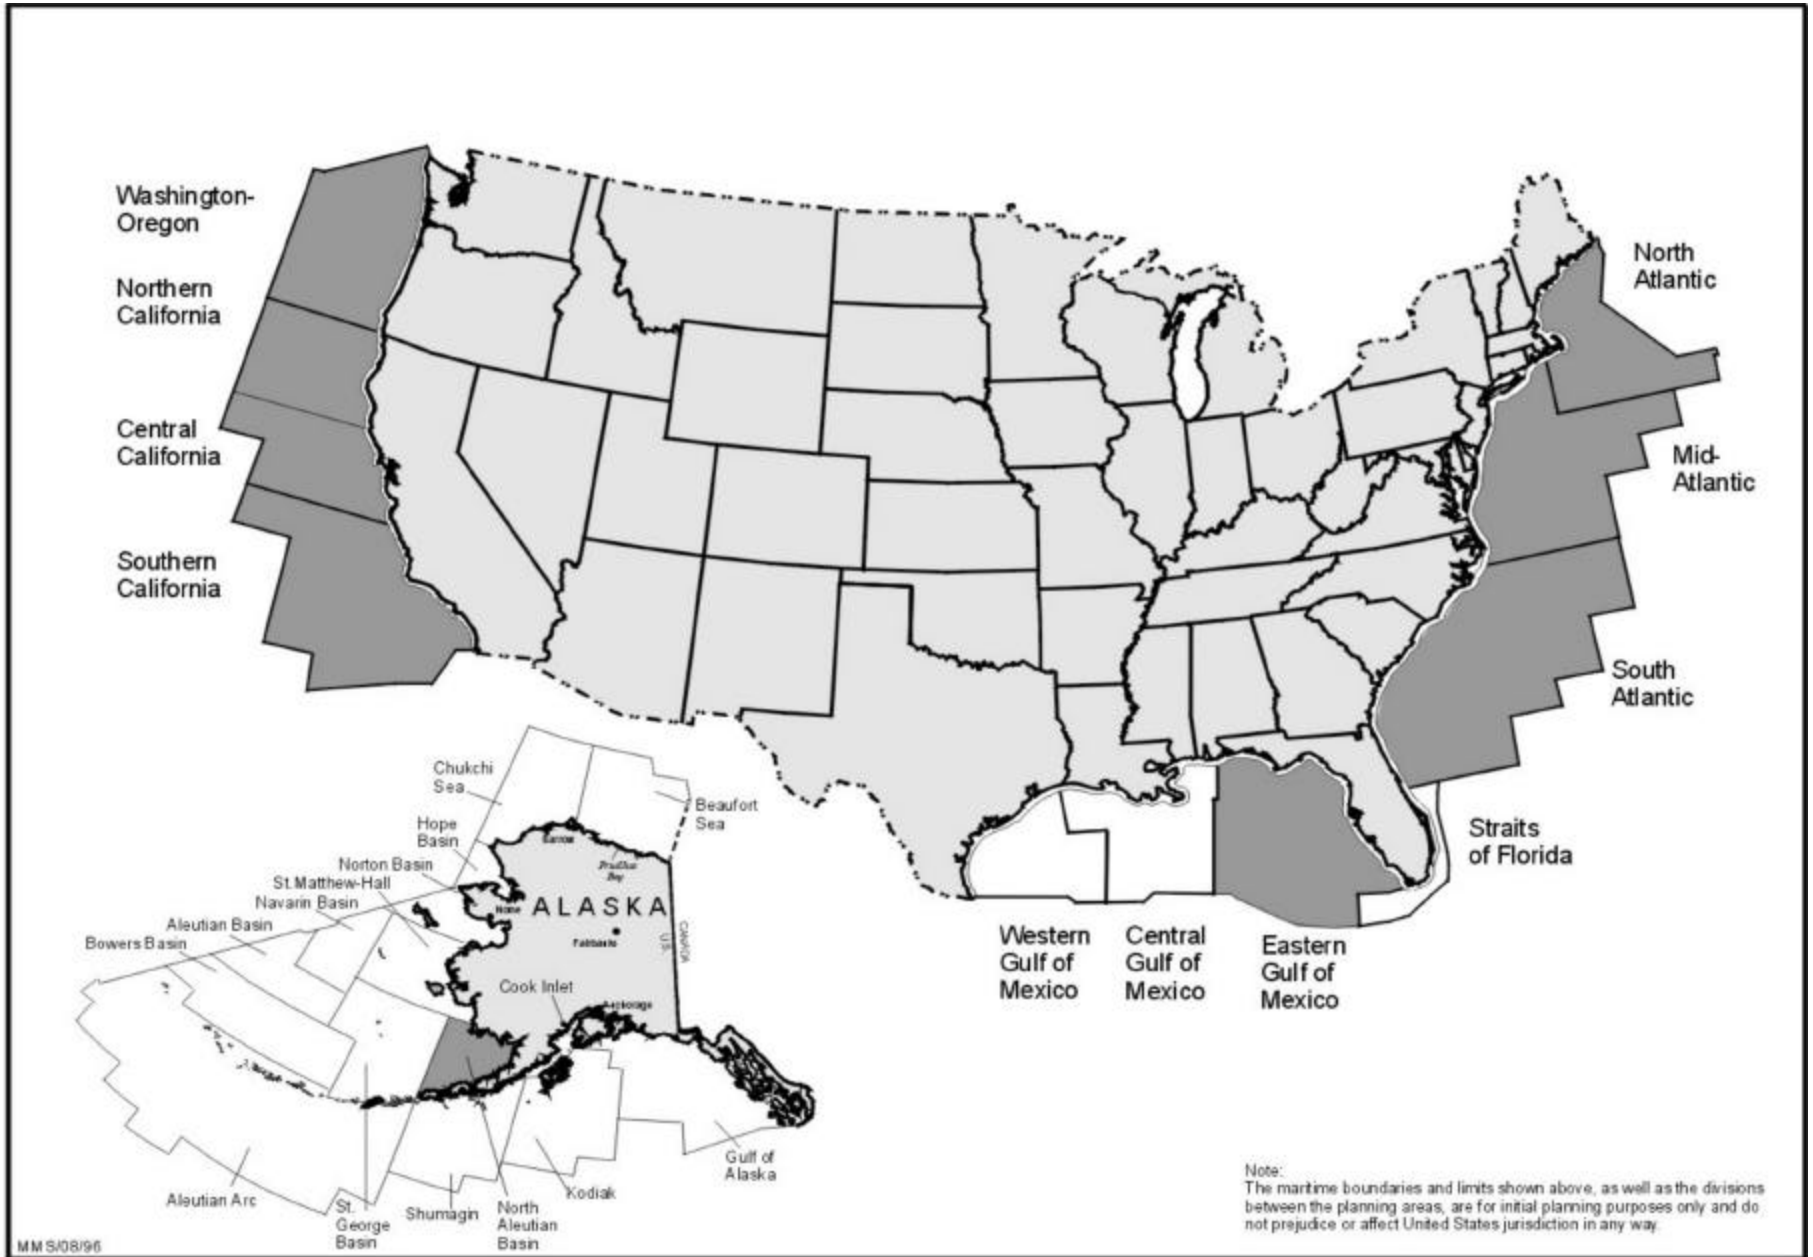 Washington-
Oregon
Northern
California
Central
California
Southern
California
North
Atlantic
Mid-
Atlantic
South
Atlantic
Straits
of Florida
Western
Gulf of
Mexico
Central
Gulf of
Mexico
Eastern
Gulf of
Mexico
Chukchi
Sea
Beaufort
Sea
Hope
Basin
Norton Basin
St. Matthew-Hall
Navarin Basin
Aleutian Basin
Bowers Basin
Barrow
Prudhoe
Bay
Nome
ALASKA
Fairbanks
U.S.
CANADA
Cook Inlet
Anchorage
Gulf of
Alaska
Kodiak
North
Aleutian
Basin
Shumagin
St.
George
Basin
Aleutian Arc
MMS/08/96
Note:
The maritime boundaries and limits shown above, as well as the divisions
between the planning areas, are for initial planning purposes only and do
not prejudice or affect United States jurisdiction in any way.